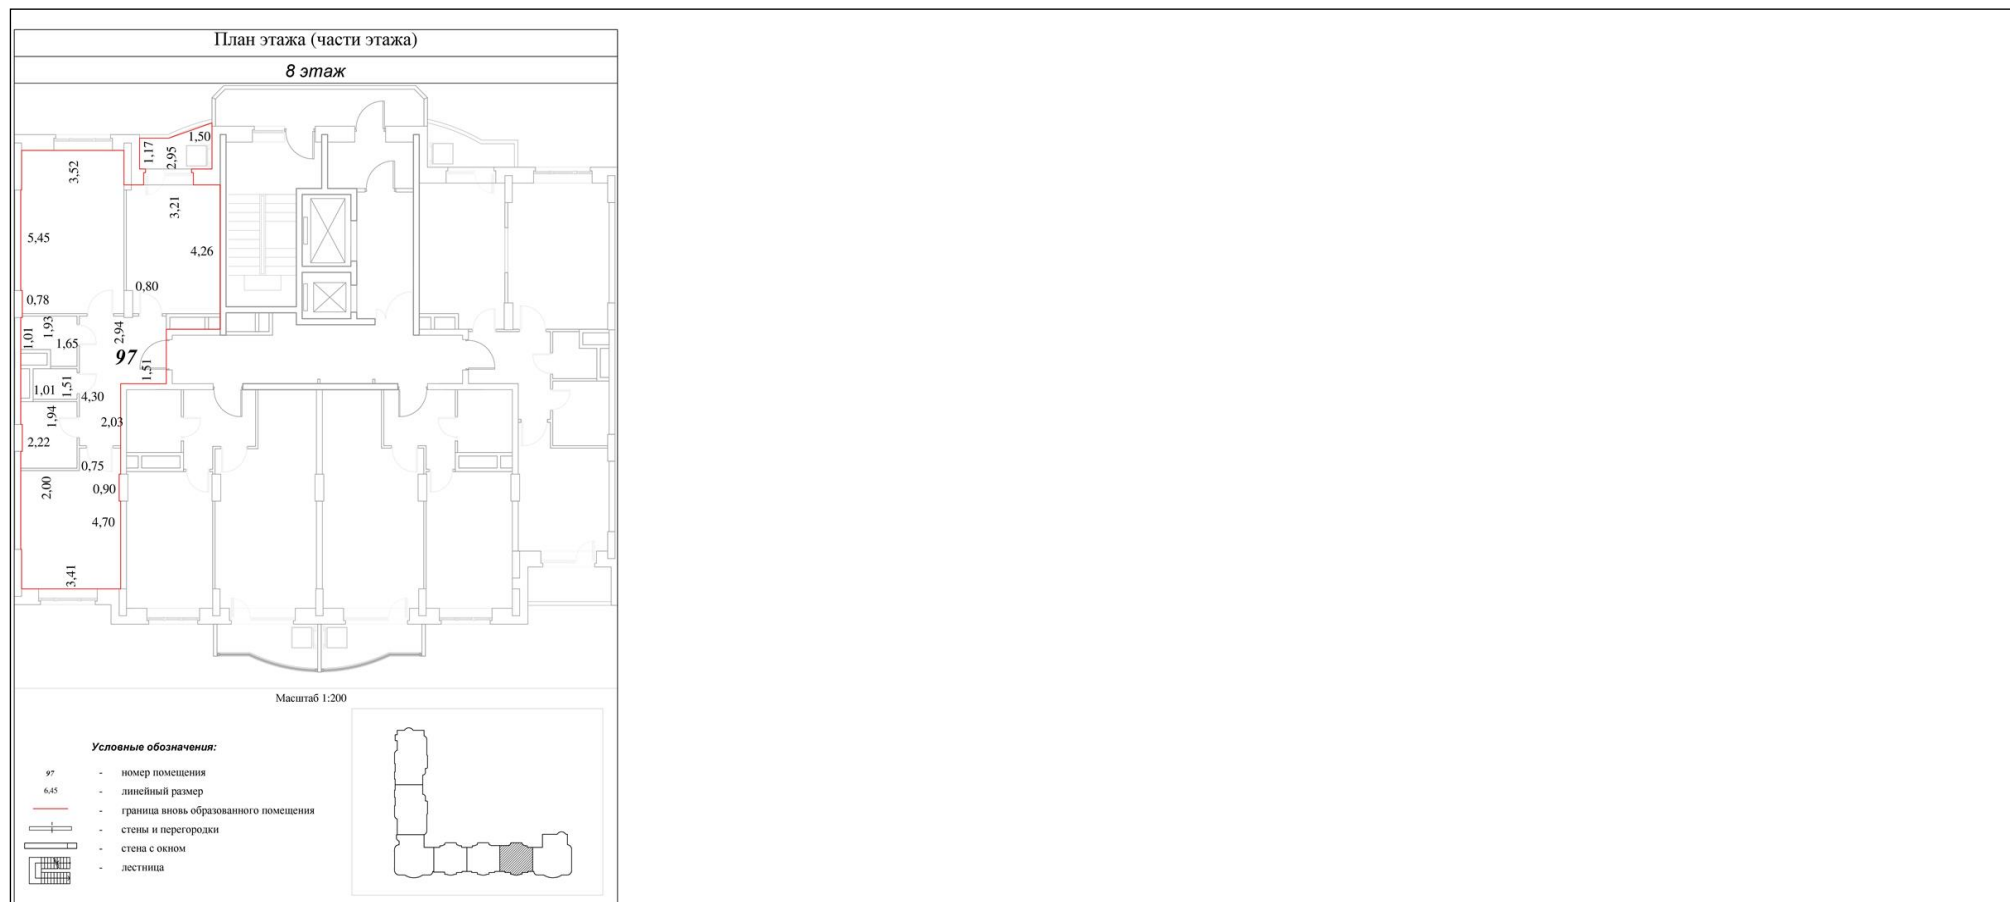 План этажа (части этажа)
8 этаж
1,50
1,17
2,95
3,52
3,21
5,45
4,26
0,80
0,78
1,01
1,93
1,65
2,94
97
1,51
1,01
1,51
4,30
1,94
2,03
2,22
0,75
2,00
0,90
4,70
3,41
Масштаб 1:200
Условные обозначения:
97 - номер помещения
6,45 - линейный размер
- граница вновь образованного помещения
- стены и перегородки
- стена с окном
- лестница